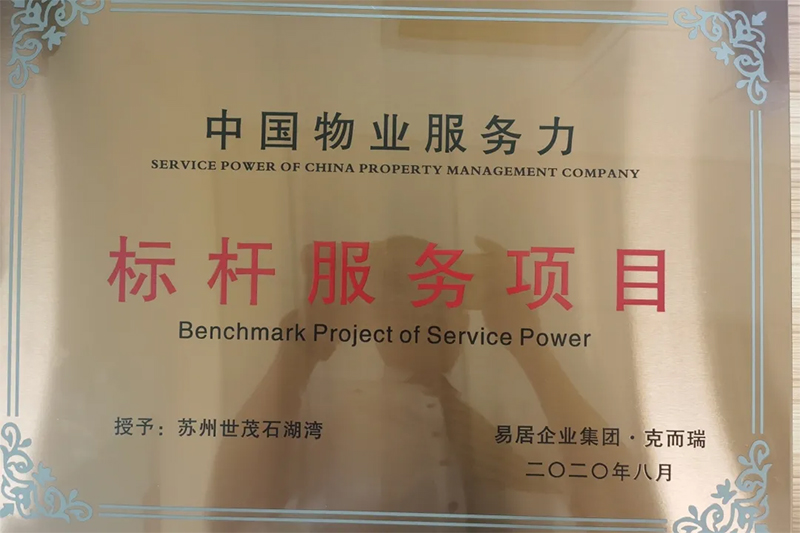 中国物业服务力
SERVICE POWER OF CHINA PROPERTY MANAGEMENT COMPANY
标杆服务项目
Benchmark Project of Service Power
授予：苏州世茂石湖湾
易居企业集团·克而瑞
二〇二〇年八月